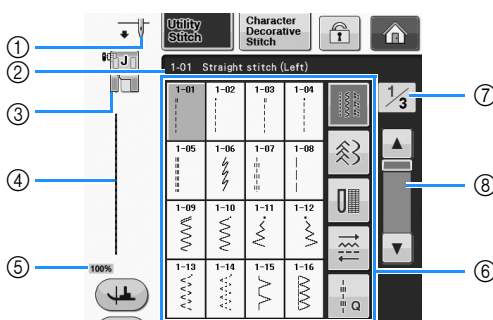 Utility
Stitch
Character
Decorative
Stitch
①
②
1-01 Straight stitch (Left)
J
③
④
⑤
100%
1-01 1-02 1-03 1-04
1-05 1-06 1-07 1-08
1-09 1-10 1-11 1-12
1-13 1-14 1-15 1-16
Q
1/3
⑦
⑧
⑥